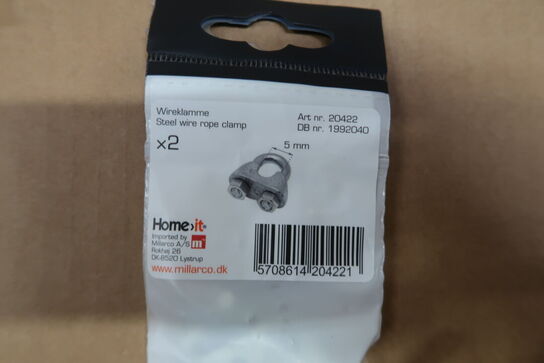 Wireklamme
Steel wire rope clamp
Art nr. 20422
DB nr. 1992040
x2
5 mm
Home›it®
Imported by
Millarco A/S
m
Rokhøj 26
DK-8520 Lystrup
www.millarco.dk
5708614 204221